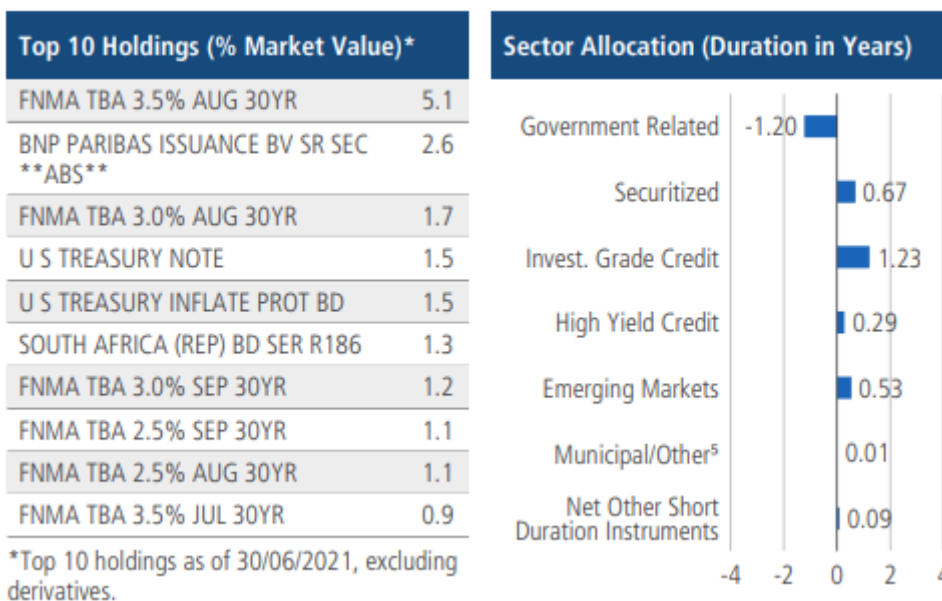 Top 10 Holdings (% Market Value)*
FNMA TBA 3.5% AUG 30YR 5.1
BNP PARIBAS ISSUANCE BV SR SEC 2.6
**ABS**
FNMA TBA 3.0% AUG 30YR 1.7
U S TREASURY NOTE 1.5
U S TREASURY INFLATE PROT BD 1.5
SOUTH AFRICA (REP) BD SER R186 1.3
FNMA TBA 3.0% SEP 30YR 1.2
FNMA TBA 2.5% SEP 30YR 1.1
FNMA TBA 2.5% AUG 30YR 1.1
FNMA TBA 3.5% JUL 30YR 0.9
*Top 10 holdings as of 30/06/2021, excluding
derivatives.
Sector Allocation (Duration in Years)
Government Related -1.20
Securitized 0.67
Invest. Grade Credit 1.23
High Yield Credit 0.29
Emerging Markets 0.53
Municipal/Other⁵ 0.01
Net Other Short
Duration Instruments 0.09
-4 -2 0 2 4